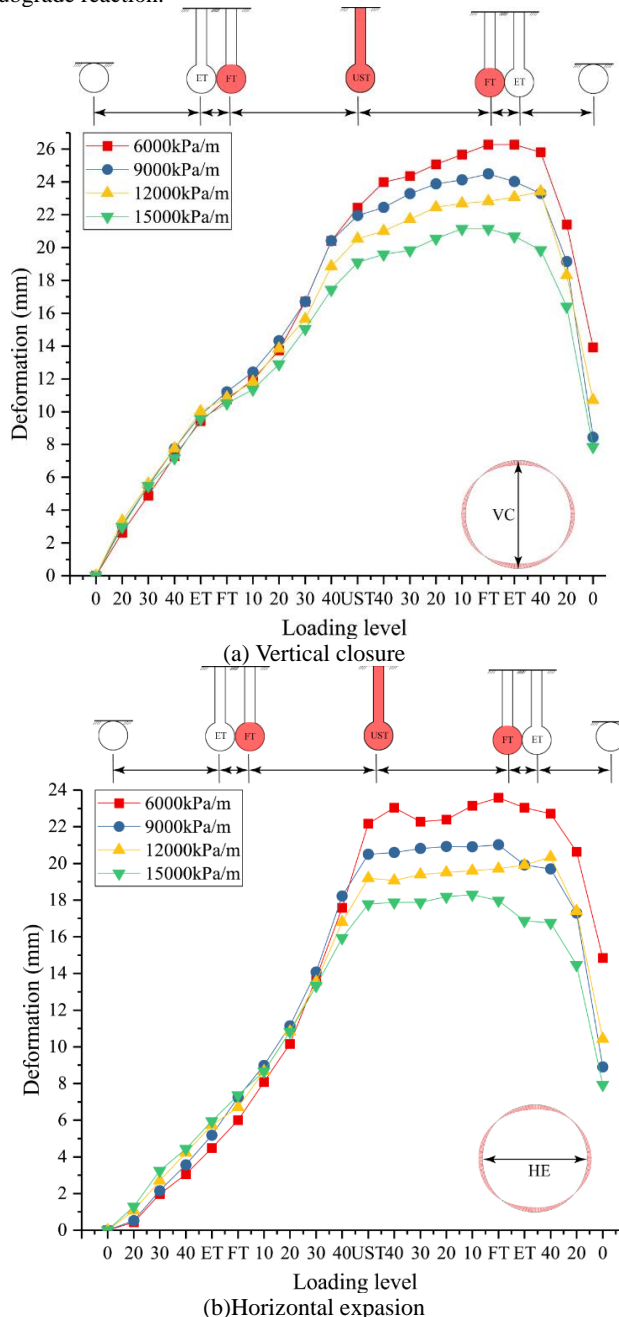 ubgrade reaction.
ET FT UST FT ET
6000kPa/m
9000kPa/m
12000kPa/m
15000kPa/m
26
24
22
20
18
16
14
12
10
8
6
4
2
0
Deformation (mm)
VC
0 20 30 40 ET FT 10 20 30 40 UST 40 30 20 10 FT ET 40 20 0
Loading level
(a) Vertical closure
ET FT UST FT ET
6000kPa/m
9000kPa/m
12000kPa/m
15000kPa/m
24
22
20
18
16
14
12
10
8
6
4
2
0
Deformation (mm)
HE
0 20 30 40 ET FT 10 20 30 40 UST 40 30 20 10 FT ET 40 20 0
Loading level
(b)Horizontal expasion